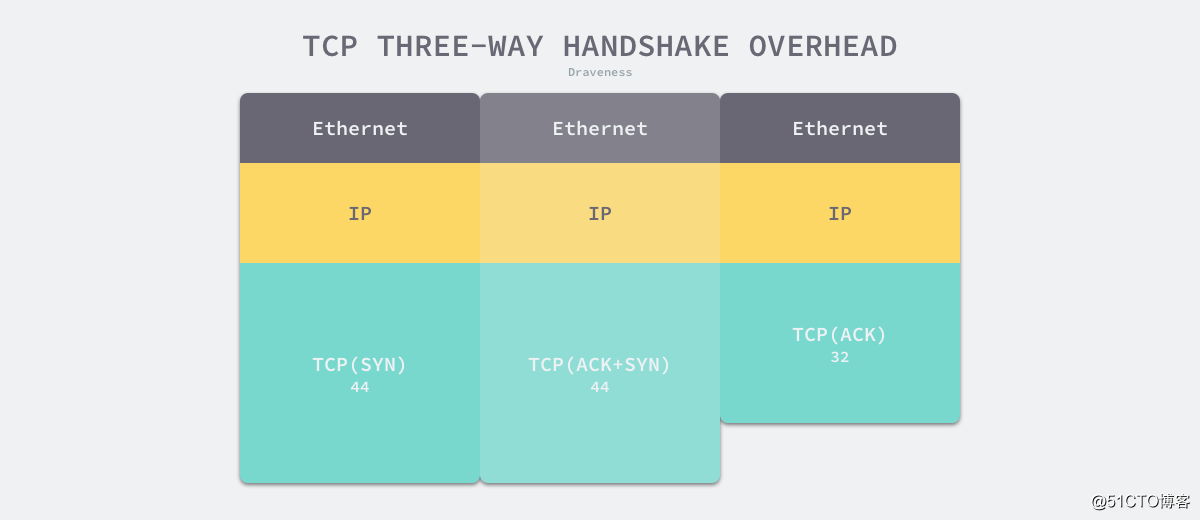 TCP THREE-WAY HANDSHAKE OVERHEAD
Draveness
Ethernet
Ethernet
Ethernet
IP
IP
IP
TCP(SYN)
44
TCP(ACK+SYN)
44
TCP(ACK)
32
@51CTO博客